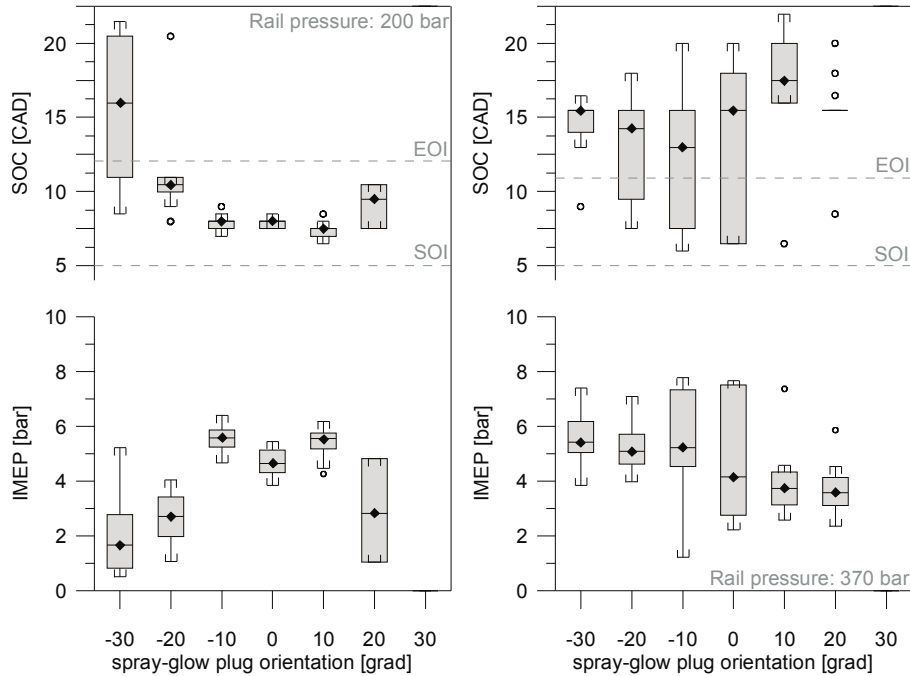 Rail pressure: 200 bar
20
15
10
5
SOC [CAD]
EOI
SOI
20
15
10
5
SOC [CAD]
EOI
SOI
10
8
6
4
2
0
IMEP [bar]
-30 -20 -10 0 10 20 30
spray-glow plug orientation [grad]
10
8
6
4
2
0
IMEP [bar]
Rail pressure: 370 bar
-30 -20 -10 0 10 20 30
spray-glow plug orientation [grad]